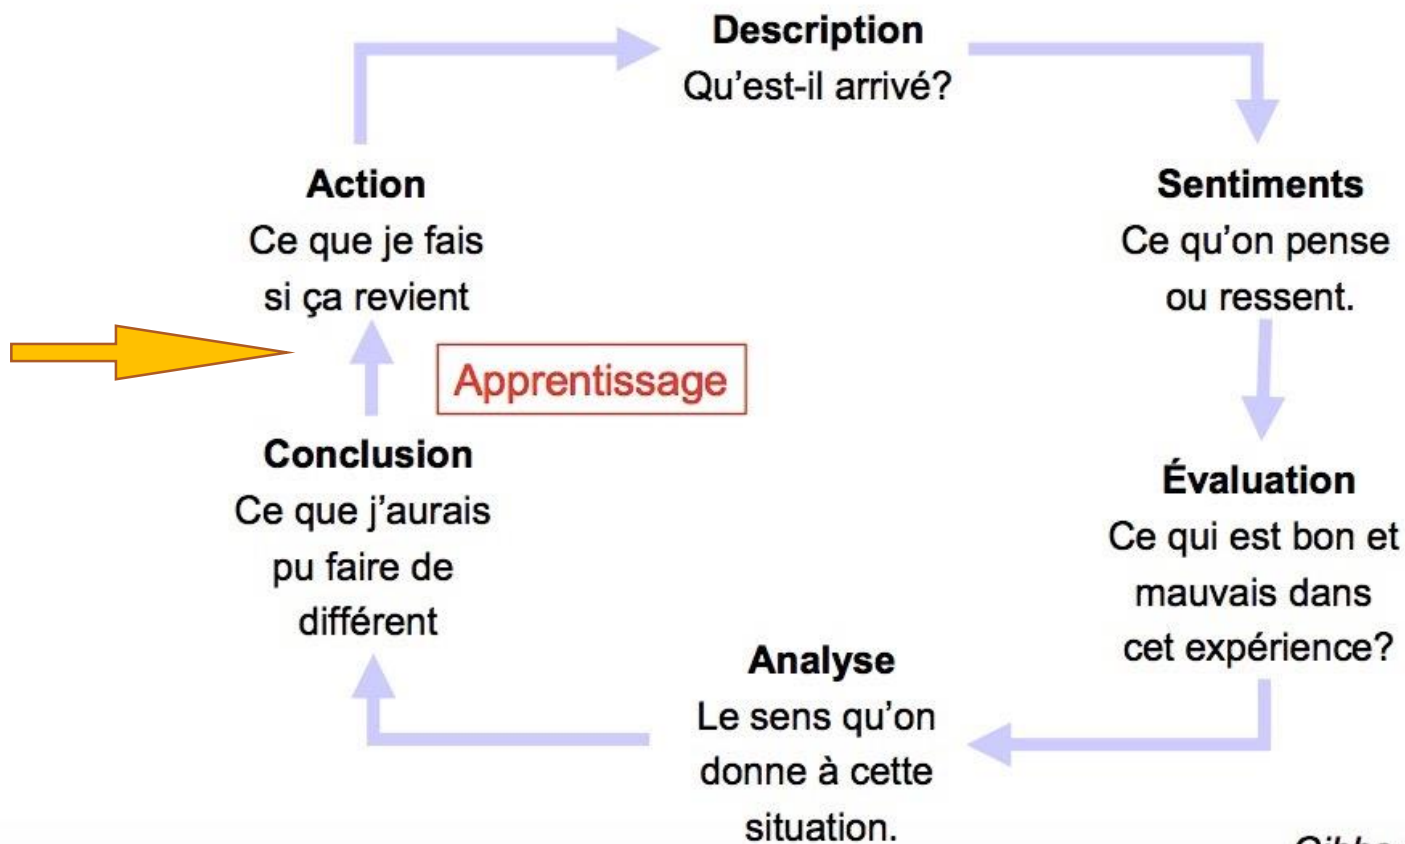 Description
Qu'est-il arrivé?
Sentiments
Ce qu'on pense
ou ressent.
Évaluation
Ce qui est bon et
mauvais dans
cet expérience?
Analyse
Le sens qu'on
donne à cette
situation.
Conclusion
Ce que j'aurais
pu faire de
différent
Apprentissage
Action
Ce que je fais
si ça revient